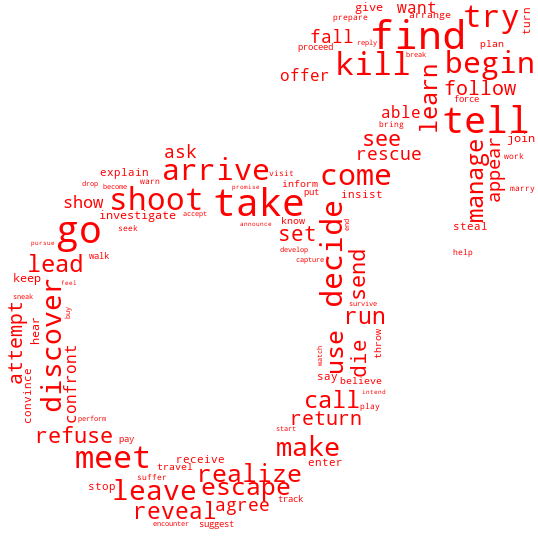 give want arrange turn
prepare
try
fall find
proceed reply break plan
offer kill begin
learn follow
force
able tell
bring
see join
rescue manage appear work
marry
ask
explain arrive visit come
drop become warn promise inform put insist
show shoot take steal
investigate accept know
seek announce set decide end
go
pursue walk develop help
lead capture send
keep feel
sneak discover buy survive
attempt hear run
use die throw
watch
confront say believe
convince play intend
call
perform return
refuse pay start
meet make
receive enter
travel realize
stop suffer
leave escape track
reveal agree
encounter suggest